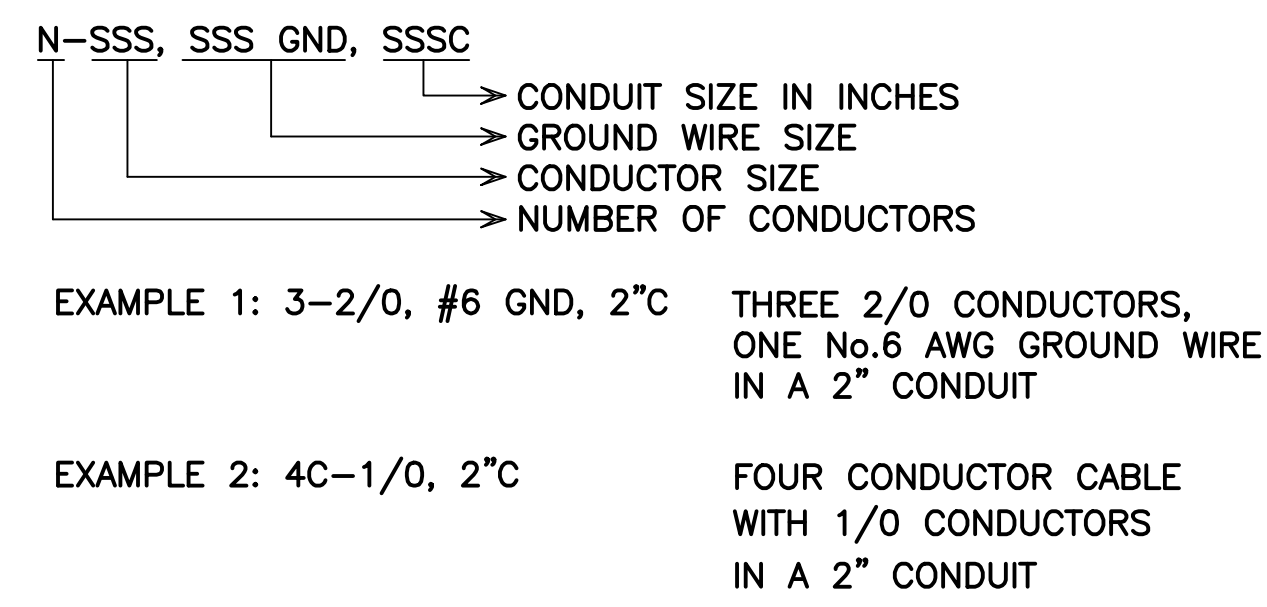 N-SSS, SSS GND, SSSC
CONDUIT SIZE IN INCHES
GROUND WIRE SIZE
CONDUCTOR SIZE
NUMBER OF CONDUCTORS
EXAMPLE 1: 3-2/0, #6 GND, 2"C
THREE 2/0 CONDUCTORS,
ONE No.6 AWG GROUND WIRE
IN A 2" CONDUIT
EXAMPLE 2: 4C-1/0, 2"C
FOUR CONDUCTOR CABLE
WITH 1/0 CONDUCTORS
IN A 2" CONDUIT